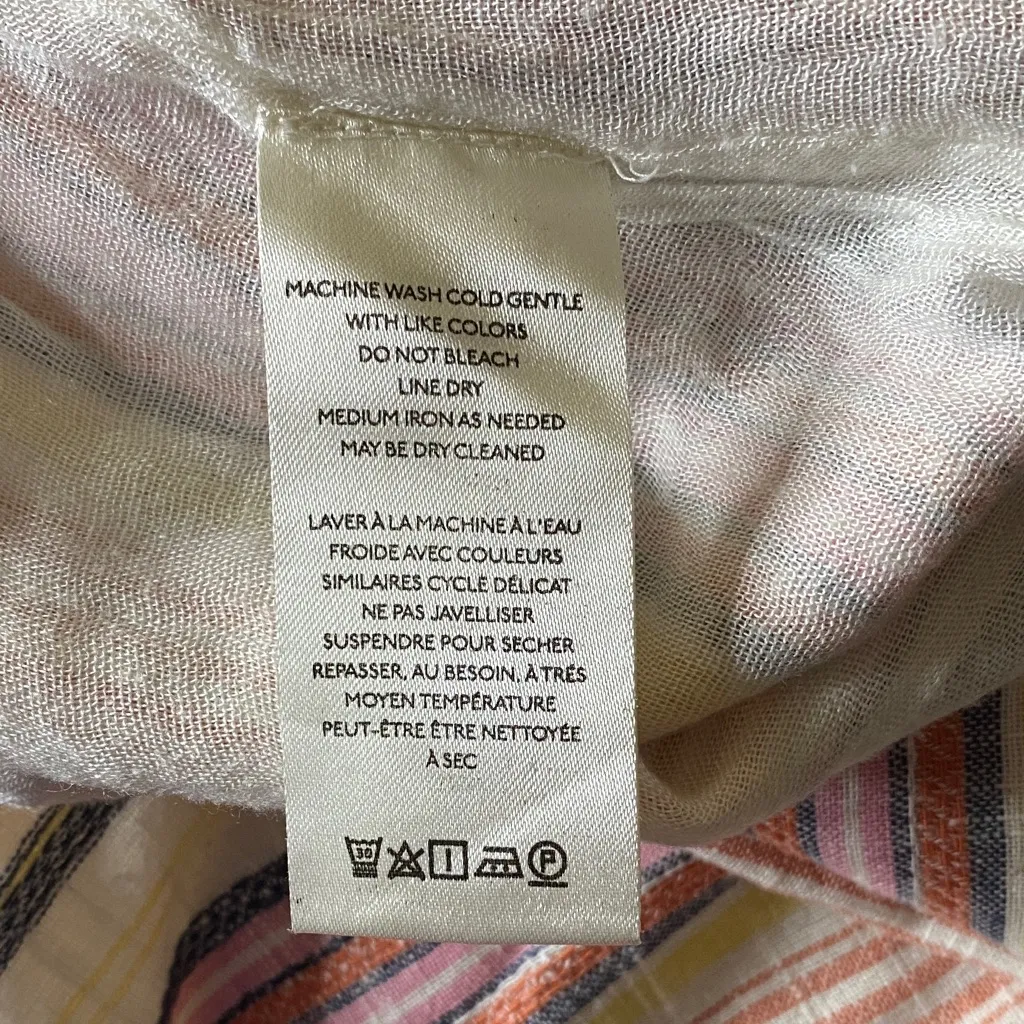 MACHINE WASH COLD GENTLE
WITH LIKE COLORS
DO NOT BLEACH
LINE DRY
MEDIUM IRON AS NEEDED
MAY BE DRY CLEANED
LAVER À LA MACHINE À L'EAU
FROIDE AVEC COULEURS
SIMILAIRES CYCLE DÉLICAT
NE PAS JAVELLISER
SUSPENDRE POUR SÉCHER
REPASSER, AU BESOIN, À TRÉS
MOYEN TEMPÉRATURE
PEUT-ÊTRE ÊTRE NETTOYÉE
À SEC
30 P